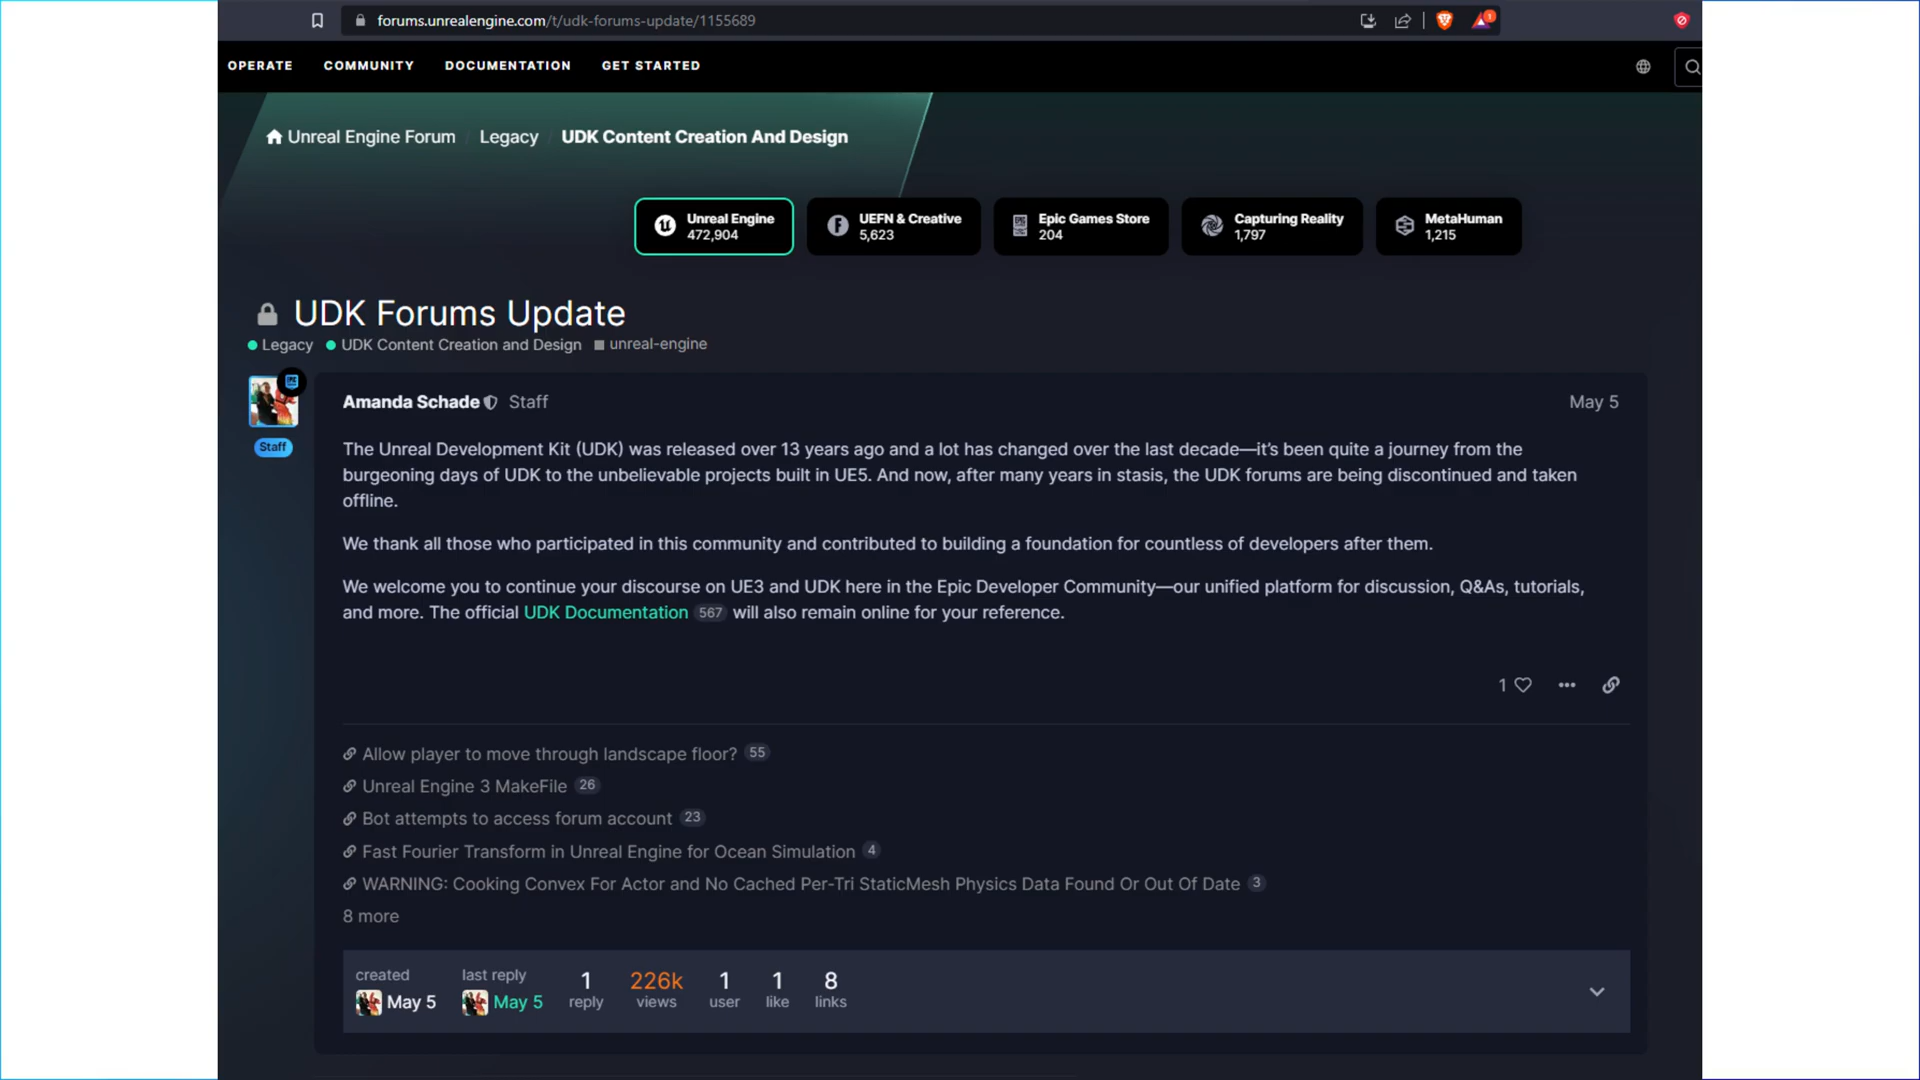 forums.unrealengine.com/t/udk-forums-update/1155689
1
OPERATE COMMUNITY DOCUMENTATION GET STARTED
Unreal Engine Forum Legacy UDK Content Creation And Design
Unreal Engine
472,904
UEFN & Creative
5,623
Epic Games Store
204
Capturing Reality
1,797
MetaHuman
1,215
UDK Forums Update
Legacy UDK Content Creation and Design unreal-engine
Amanda Schade Staff May 5
Staff
The Unreal Development Kit (UDK) was released over 13 years ago and a lot has changed over the last decade—it's been quite a journey from the
burgeoning days of UDK to the unbelievable projects built in UE5. And now, after many years in stasis, the UDK forums are being discontinued and taken
offline.
We thank all those who participated in this community and contributed to building a foundation for countless of developers after them.
We welcome you to continue your discourse on UE3 and UDK here in the Epic Developer Community—our unified platform for discussion, Q&As, tutorials,
and more. The official UDK Documentation 567 will also remain online for your reference.
1
Allow player to move through landscape floor? 55
Unreal Engine 3 MakeFile 26
Bot attempts to access forum account 23
Fast Fourier Transform in Unreal Engine for Ocean Simulation 4
WARNING: Cooking Convex For Actor and No Cached Per-Tri StaticMesh Physics Data Found Or Out Of Date 3
8 more
created last reply 1 226k 1 1 8
May 5 May 5 reply views user like links